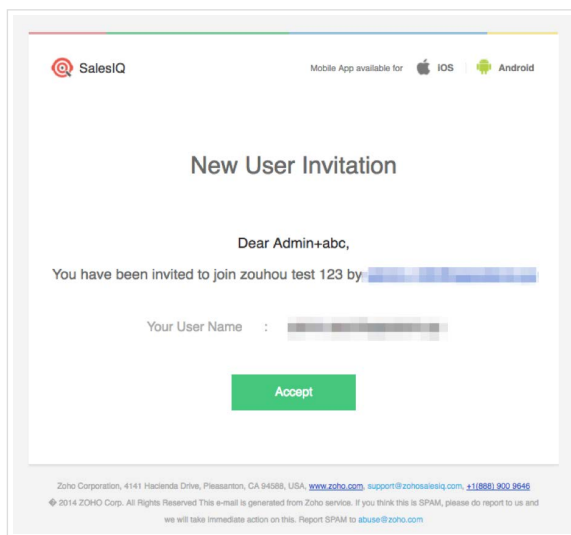 SalesIQ
Mobile App available for iOS Android
New User Invitation
Dear Admin+abc,
You have been invited to join zouhou test 123 by
Your User Name :
Accept
Zoho Corporation, 4141 Hacienda Drive, Pleasanton, CA 94588, USA, www.zoho.com, support@zohosalesiq.com, +1(888) 900 9646
� 2014 ZOHO Corp. All Rights Reserved This e-mail is generated from Zoho service. If you think this is SPAM, please do report to us and
we will take immediate action on this. Report SPAM to abuse@zoho.com